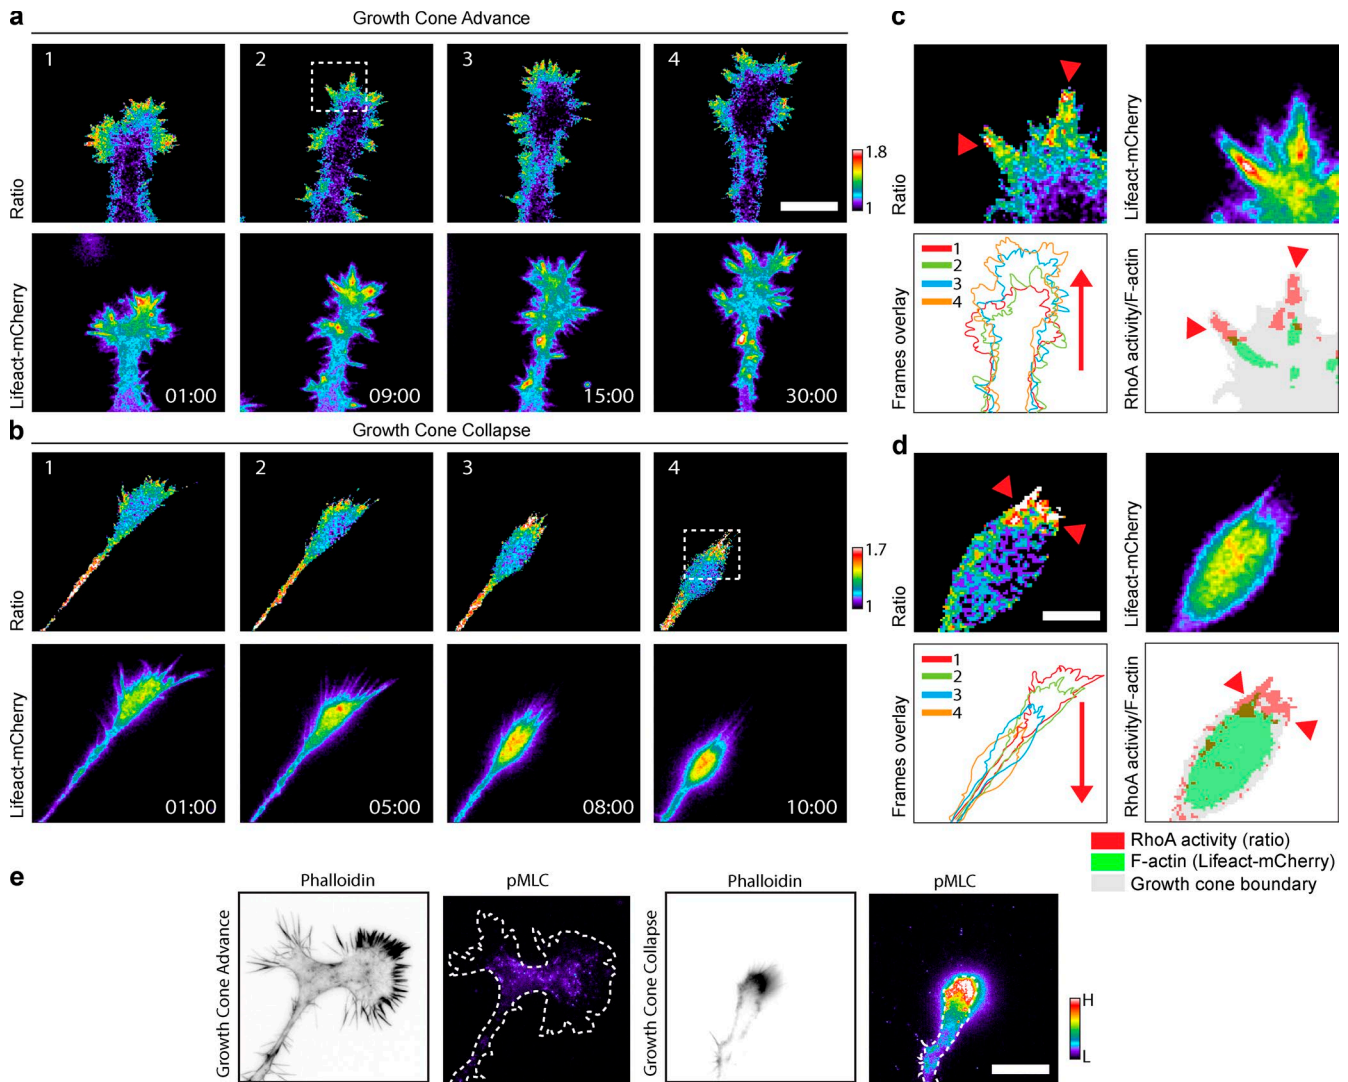 a
Growth Cone Advance
1
2
3
4
Ratio
1.8
1
Lifeact-mCherry
01:00
09:00
15:00
30:00
b
Growth Cone Collapse
1
2
3
4
Ratio
1.7
1
Lifeact-mCherry
01:00
05:00
08:00
10:00
c
Ratio
Lifeact-mCherry
Frames overlay
1
2
3
4
RhoA activity/F-actin
d
Ratio
Lifeact-mCherry
Frames overlay
1
2
3
4
RhoA activity/F-actin
RhoA activity (ratio)
F-actin (Lifeact-mCherry)
Growth cone boundary
e
Phalloidin
pMLC
Phalloidin
pMLC
Growth Cone Advance
Growth Cone Collapse
H
L